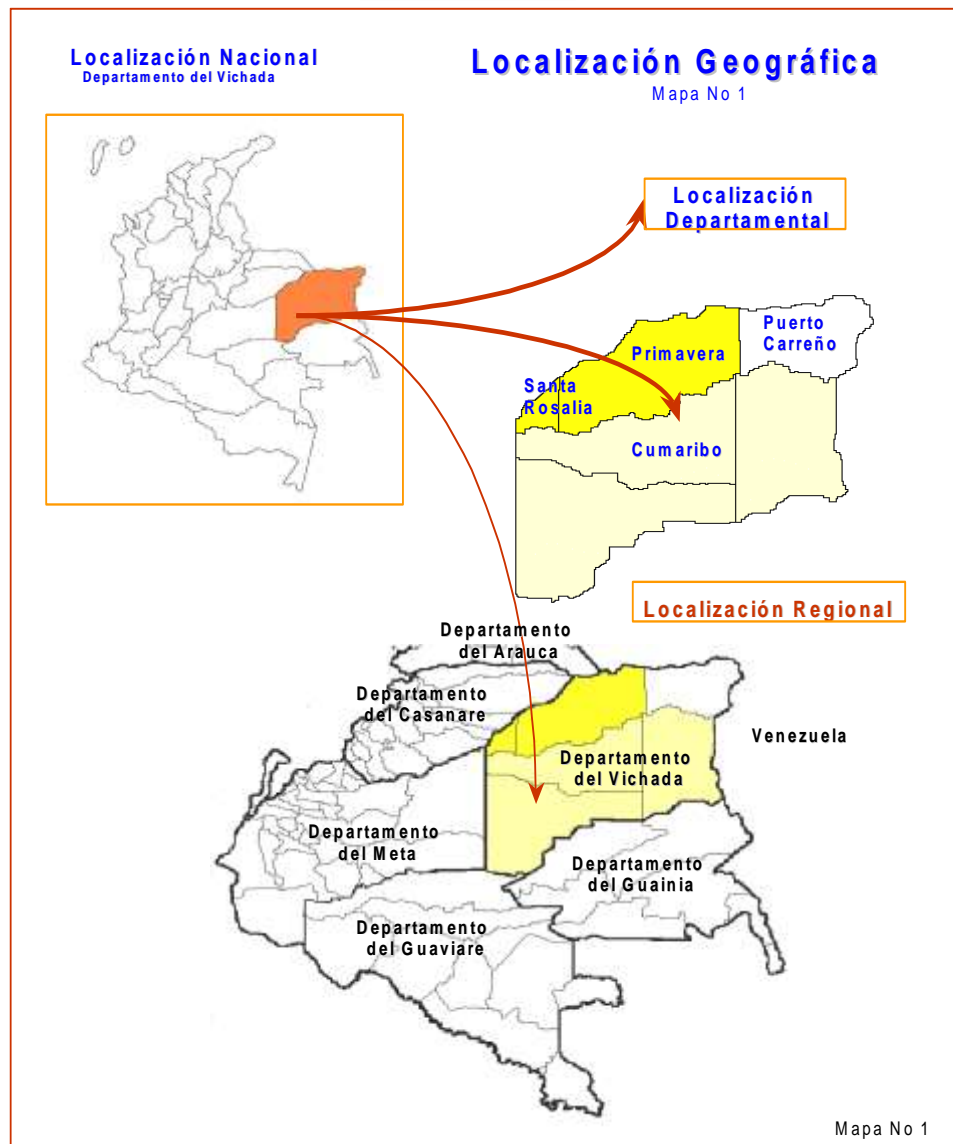 Localización Nacional
Departamento del Vichada
Localización Geográfica
Mapa No 1
Localización
Departamental
Puerto
Carreño
Primavera
Santa
Rosalia
Cumaribo
Localización Regional
Departamento
del Arauca
Departamento
del Casanare
Venezuela
Departamento
del Vichada
Departamento
del Meta
Departamento
del Guainia
Departamento
del Guaviare
Mapa No 1